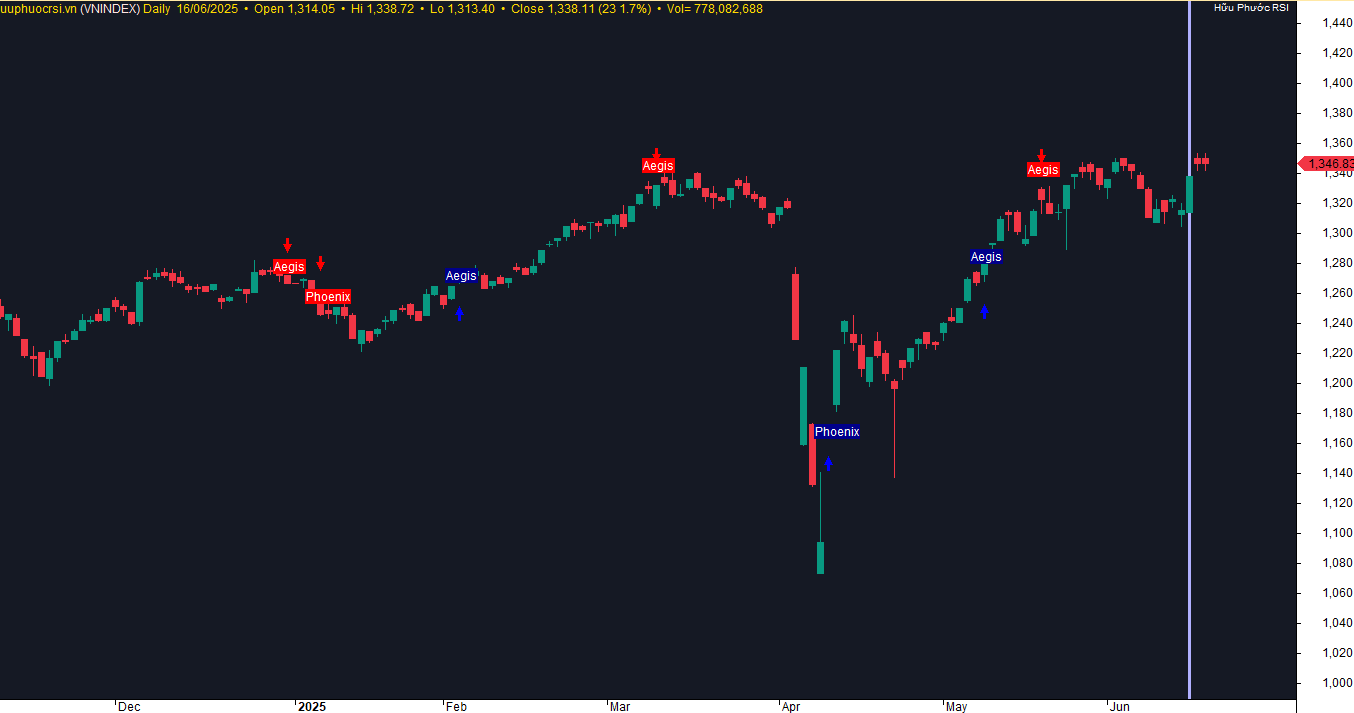 uuphuocrsi.vn (VNINDEX) Daily 16/06/2025 • Open 1,314.05 • Hi 1,338.72 • Lo 1,313.40 • Close 1,338.11 (23 1.7%) • Vol= 778,082,688
Hữu Phước RSI
1,440
1,420
1,400
1,380
1,360
1,346.83
1,340
1,320
1,300
1,280
1,260
1,240
1,220
1,200
1,180
1,160
1,140
1,120
1,100
1,080
1,060
1,040
1,020
1,000
Aegis
Phoenix
Aegis
Aegis
Phoenix
Aegis
Aegis
Dec
2025
Feb
Mar
Apr
May
Jun